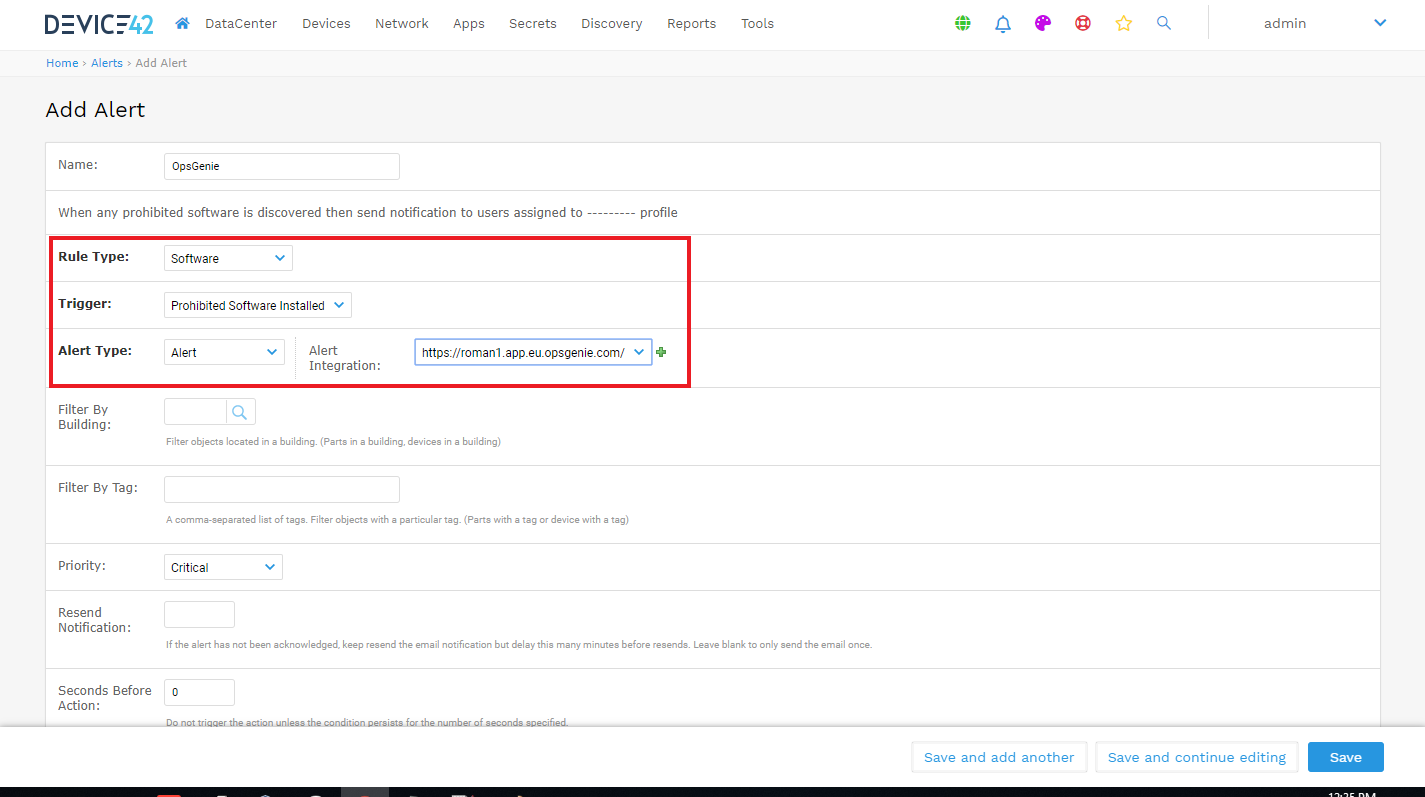 DEVICE42 DataCenter Devices Network Apps Secrets Discovery Reports Tools admin
Home › Alerts › Add Alert
Add Alert
Name: OpsGenie
When any prohibited software is discovered then send notification to users assigned to --------- profile
Rule Type: Software
Trigger: Prohibited Software Installed
Alert Type: Alert
Alert
Integration:
https://roman1.app.eu.opsgenie.com/
Filter By
Building:
Filter objects located in a building. (Parts in a building, devices in a building)
Filter By Tag:
A comma-separated list of tags. Filter objects with a particular tag. (Parts with a tag or device with a tag)
Priority: Critical
Resend
Notification:
If the alert has not been acknowledged, keep resend the email notification but delay this many minutes before resends. Leave blank to only send the email once.
Seconds Before
Action:
0
Do not trigger the action unless the condition persists for the number of seconds specified.
Save and add another Save and continue editing Save